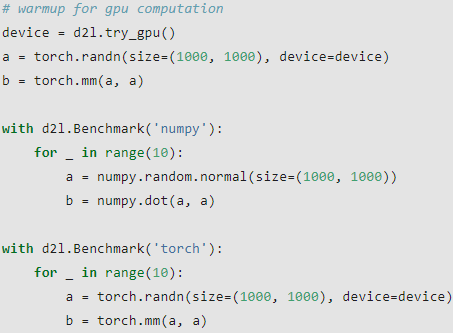 # warmup for gpu computation
device = d2l.try_gpu()
a = torch.randn(size=(1000, 1000), device=device)
b = torch.mm(a, a)

with d2l.Benchmark('numpy'):
    for _ in range(10):
        a = numpy.random.normal(size=(1000, 1000))
        b = numpy.dot(a, a)

with d2l.Benchmark('torch'):
    for _ in range(10):
        a = torch.randn(size=(1000, 1000), device=device)
        b = torch.mm(a, a)